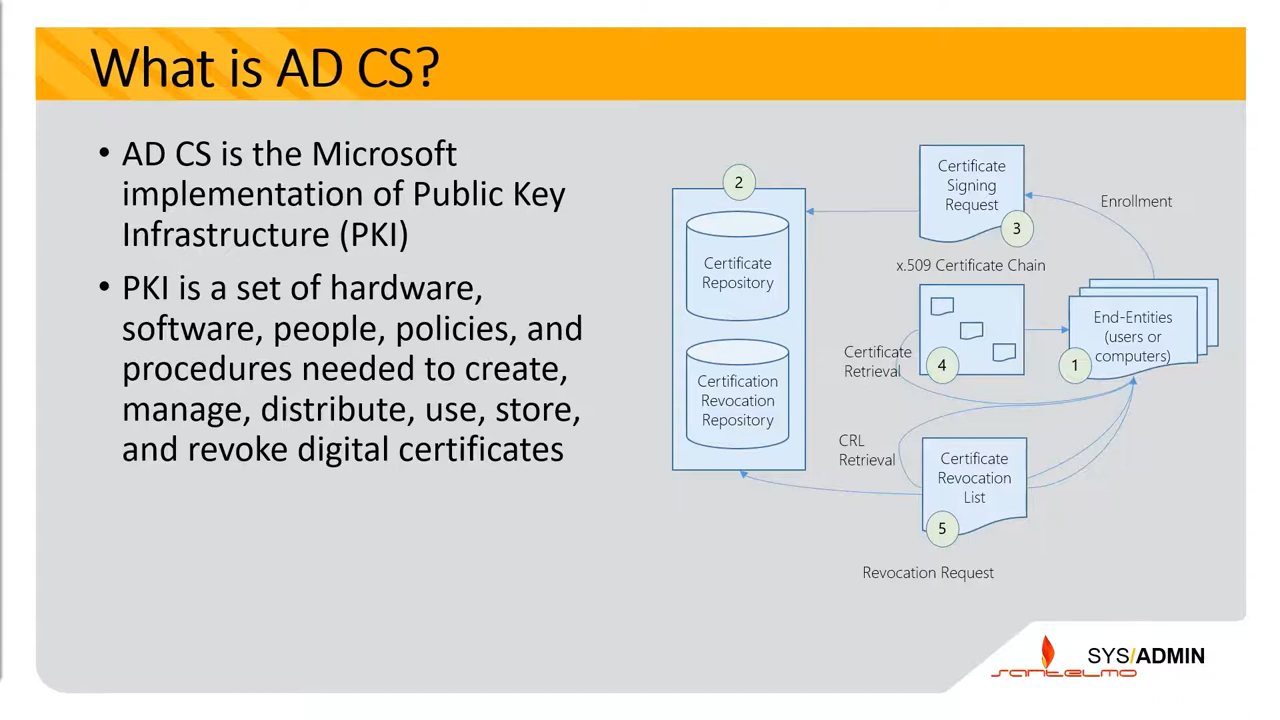 What is AD CS?
• AD CS is the Microsoft
implementation of Public Key
Infrastructure (PKI)
• PKI is a set of hardware,
software, people, policies, and
procedures needed to create,
manage, distribute, use, store,
and revoke digital certificates
2
Certificate
Repository
Certification
Revocation
Repository
Certificate
Signing
Request
3
Enrollment
x.509 Certificate Chain
4
Certificate
Retrieval
End-Entities
(users or
computers)
1
CRL
Retrieval
Certificate
Revocation
List
5
Revocation Request
SYS/ADMIN
santelmo